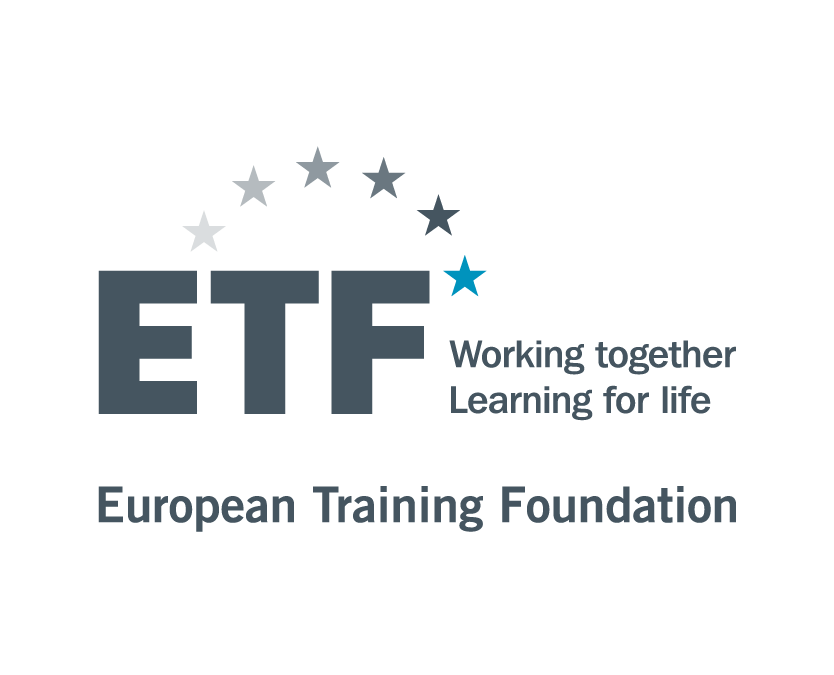 ETF
Working together
Learning for life
European Training Foundation